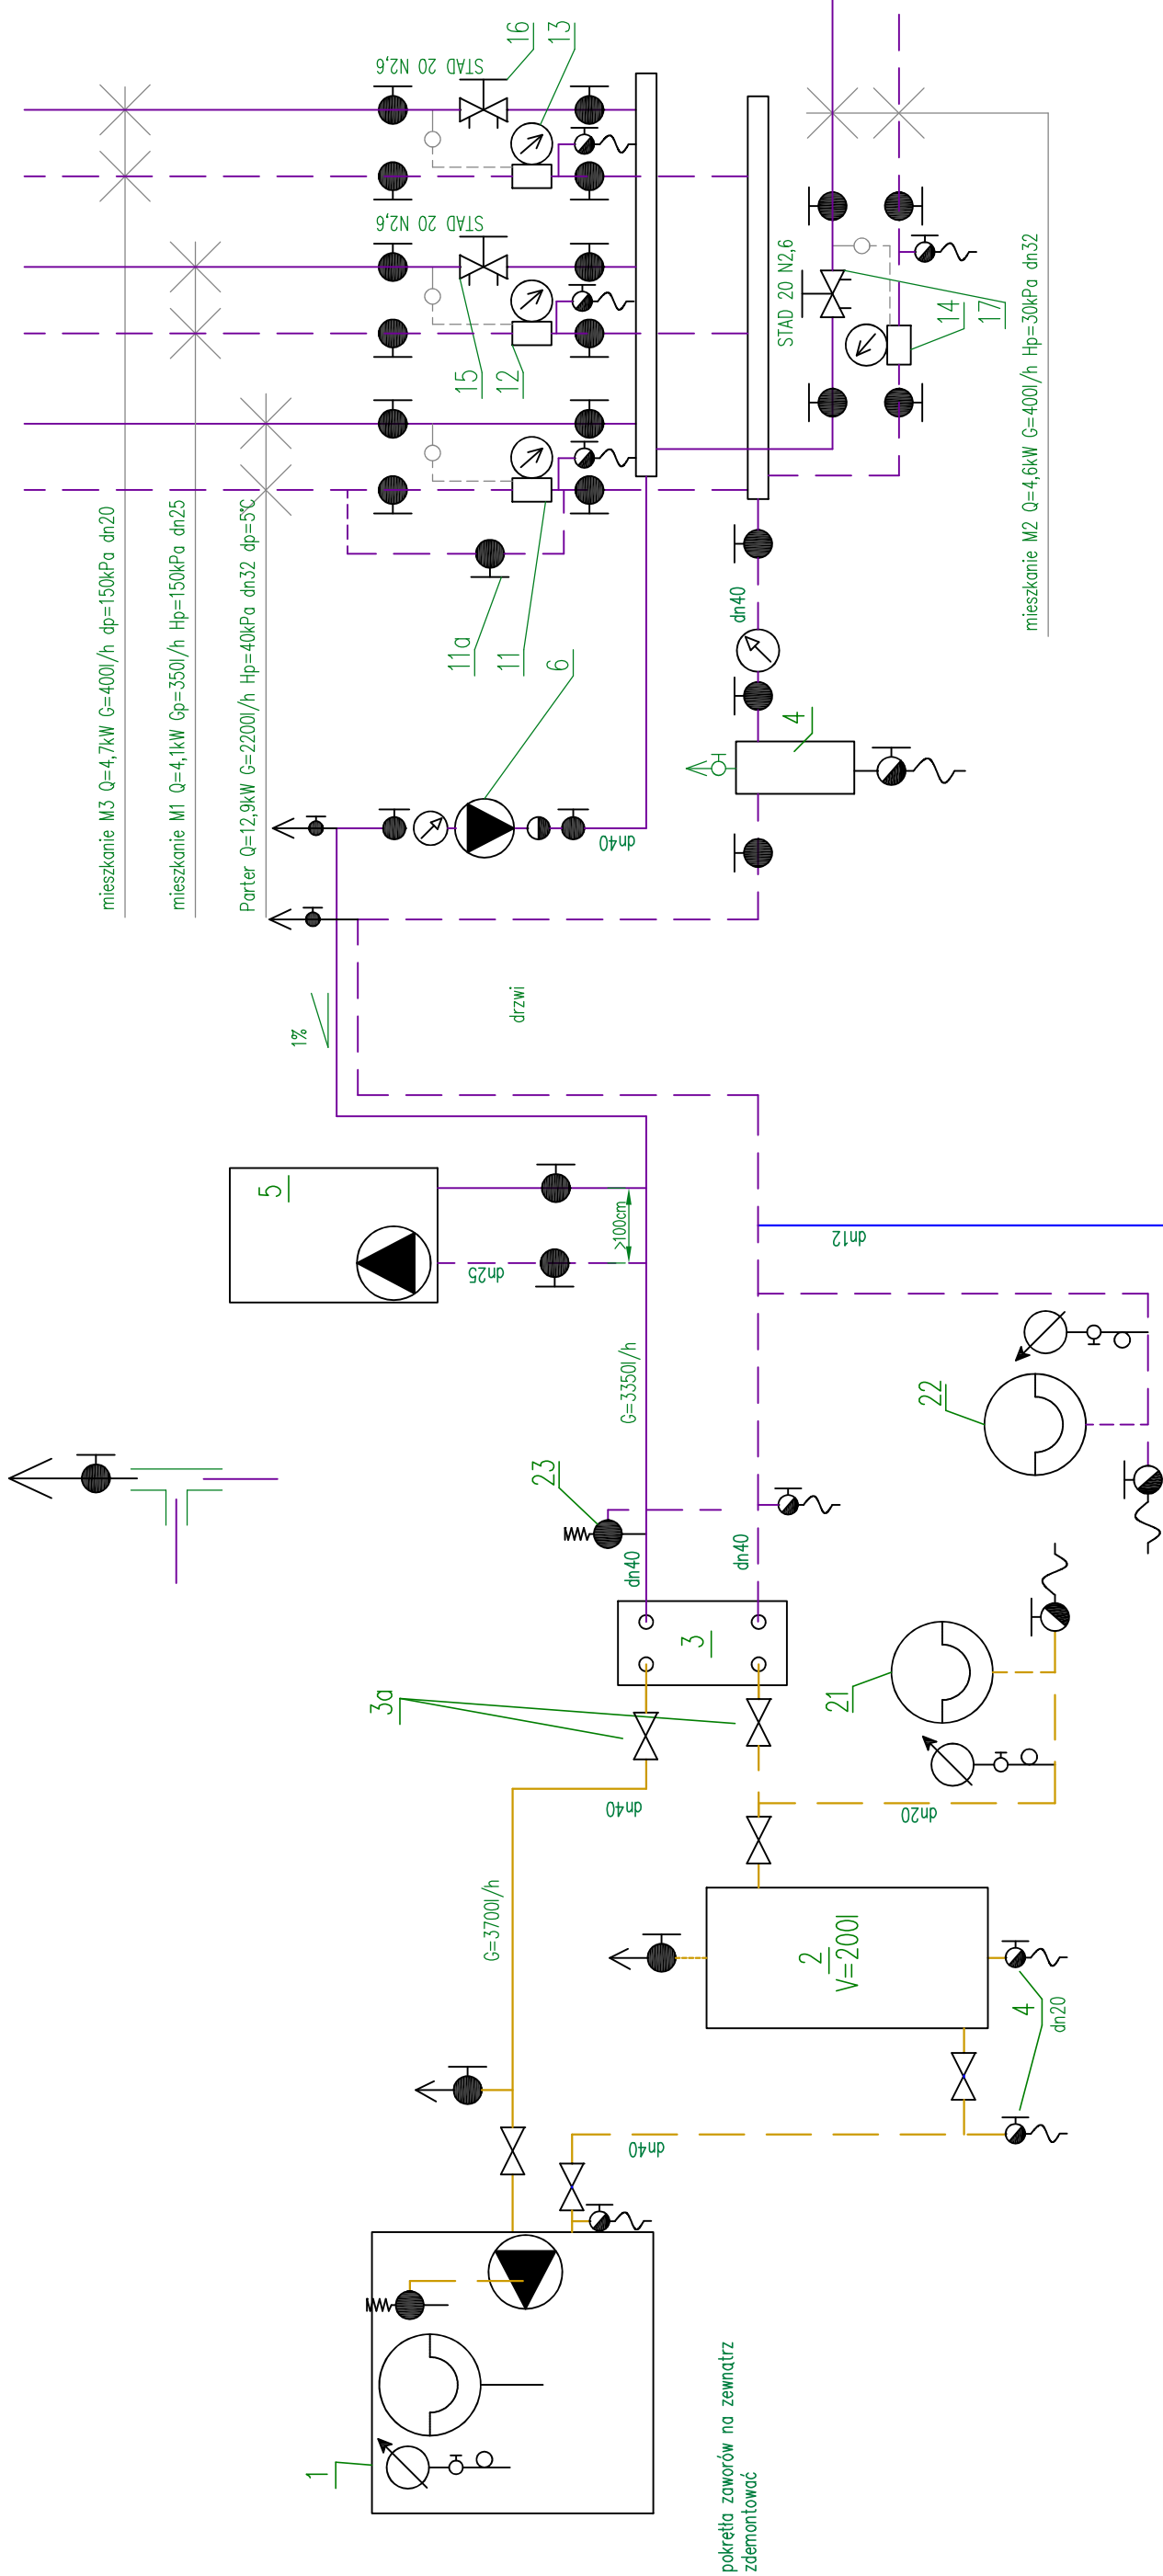 mieszkanie M3 Q=4,7kW G=400l/h dp=150kPa dn20
mieszkanie M1 Q=4,1kW Gp=350l/h Hp=150kPa dn25
Parter Q=12,9kW G=2200l/h Hp=40kPa dn32 dp=5°C
STAD 20 N2,6
16
13
STAD 20 N2,6
15
12
11a
11
6
STAD 20 N2,6
14
17
mieszkanie M2 Q=4,6kW G=400l/h Hp=30kPa dn32
dn40
4
dn40
1%
drzwi
5
>100cm
dn25
dn12
G=3350l/h
22
23
dn40
dn40
3
3a
21
dn40
dn20
G=3700l/h
2
V=200l
4
dn20
dn40
1
pokrętła zaworów na zewnątrz
zdemontować